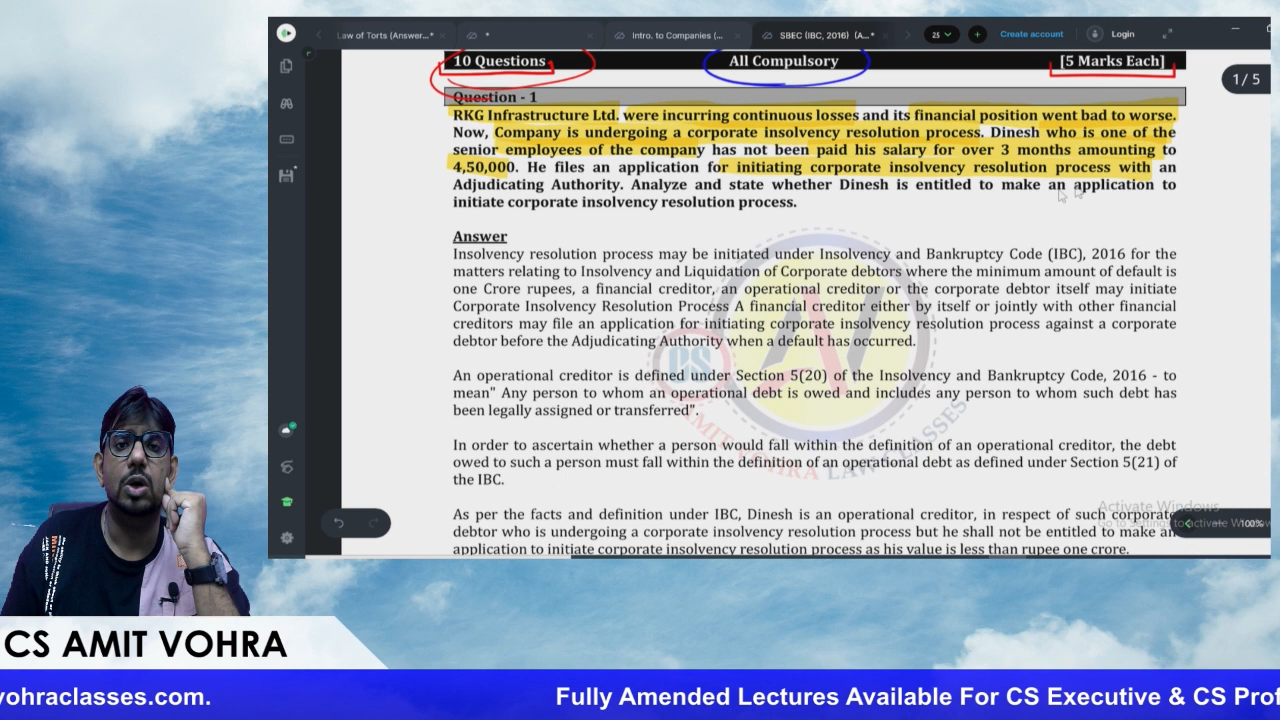 Law of Torts (Answer...*
*
Intro. to Companies (...
SBEC (IBC, 2016) (A...*
25
Create account
Login
10 Questions
All Compulsory
[5 Marks Each]
1 / 5
Question - 1
RKG Infrastructure Ltd. were incurring continuous losses and its financial position went bad to worse.
Now, Company is undergoing a corporate insolvency resolution process. Dinesh who is one of the
senior employees of the company has not been paid his salary for over 3 months amounting to
4,50,000. He files an application for initiating corporate insolvency resolution process with an
Adjudicating Authority. Analyze and state whether Dinesh is entitled to make an application to
initiate corporate insolvency resolution process.
Answer
Insolvency resolution process may be initiated under Insolvency and Bankruptcy Code (IBC), 2016 for the
matters relating to Insolvency and Liquidation of Corporate debtors where the minimum amount of default is
one Crore rupees, a financial creditor, an operational creditor or the corporate debtor itself may initiate
Corporate Insolvency Resolution Process A financial creditor either by itself or jointly with other financial
creditors may file an application for initiating corporate insolvency resolution process against a corporate
debtor before the Adjudicating Authority when a default has occurred.
An operational creditor is defined under Section 5(20) of the Insolvency and Bankruptcy Code, 2016 - to
mean" Any person to whom an operational debt is owed and includes any person to whom such debt has
been legally assigned or transferred".
In order to ascertain whether a person would fall within the definition of an operational creditor, the debt
owed to such a person must fall within the definition of an operational debt as defined under Section 5(21) of
the IBC.
As per the facts and definition under IBC, Dinesh is an operational creditor, in respect of such corporate
debtor who is undergoing a corporate insolvency resolution process but he shall not be entitled to make an
application to initiate corporate insolvency resolution process as his value is less than rupee one crore.
CS
AMIT VOHRA LAW CLASSES
Activate Windows
Go to Settings to activate Windows
100%
CS AMIT VOHRA
vohraclasses.com.
Fully Amended Lectures Available For CS Executive & CS Prof